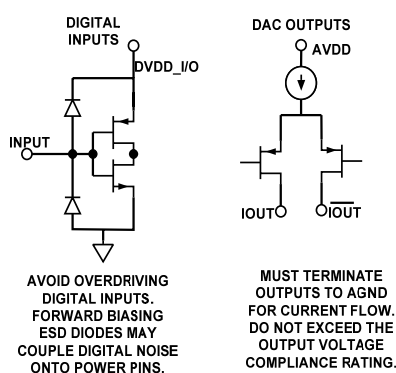 DIGITAL
INPUTS
DVDD_I/O
INPUT
AVOID OVERDRIVING
DIGITAL INPUTS.
FORWARD BIASING
ESD DIODES MAY
COUPLE DIGITAL NOISE
ONTO POWER PINS.
DAC OUTPUTS
AVDD
IOUT
IOUT
MUST TERMINATE
OUTPUTS TO AGND
FOR CURRENT FLOW.
DO NOT EXCEED THE
OUTPUT VOLTAGE
COMPLIANCE RATING.